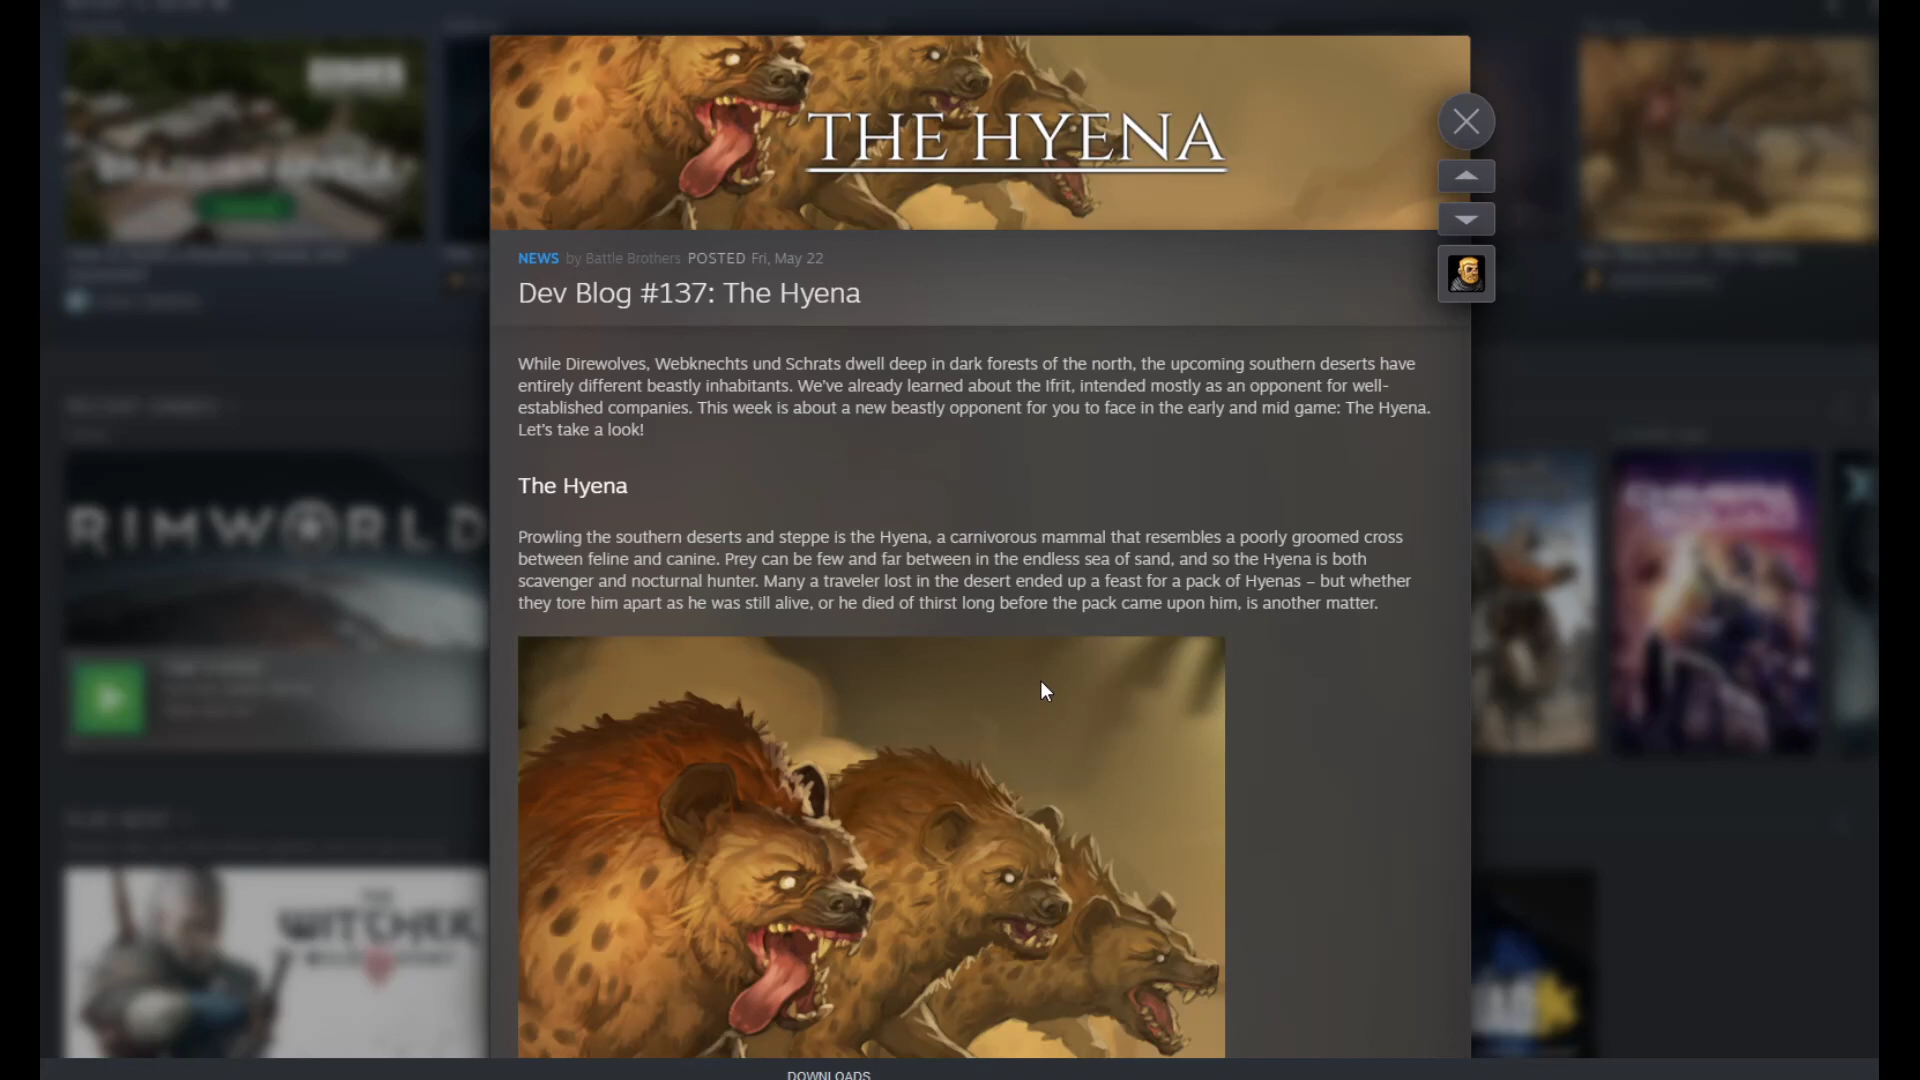 THE HYENA
NEWS by Battle Brothers POSTED Fri, May 22
Dev Blog #137: The Hyena
While Direwolves, Webknechts und Schrats dwell deep in dark forests of the north, the upcoming southern deserts have
entirely different beastly inhabitants. We've already learned about the Ifrit, intended mostly as an opponent for well-
established companies. This week is about a new beastly opponent for you to face in the early and mid game: The Hyena.
Let's take a look!
The Hyena
Prowling the southern deserts and steppe is the Hyena, a carnivorous mammal that resembles a poorly groomed cross
between feline and canine. Prey can be few and far between in the endless sea of sand, and so the Hyena is both
scavenger and nocturnal hunter. Many a traveler lost in the desert ended up a feast for a pack of Hyenas – but whether
they tore him apart as he was still alive, or he died of thirst long before the pack came upon him, is another matter.
RIMWORLD
THE
WITCHER
WILD HUNT
DOWNLOADS